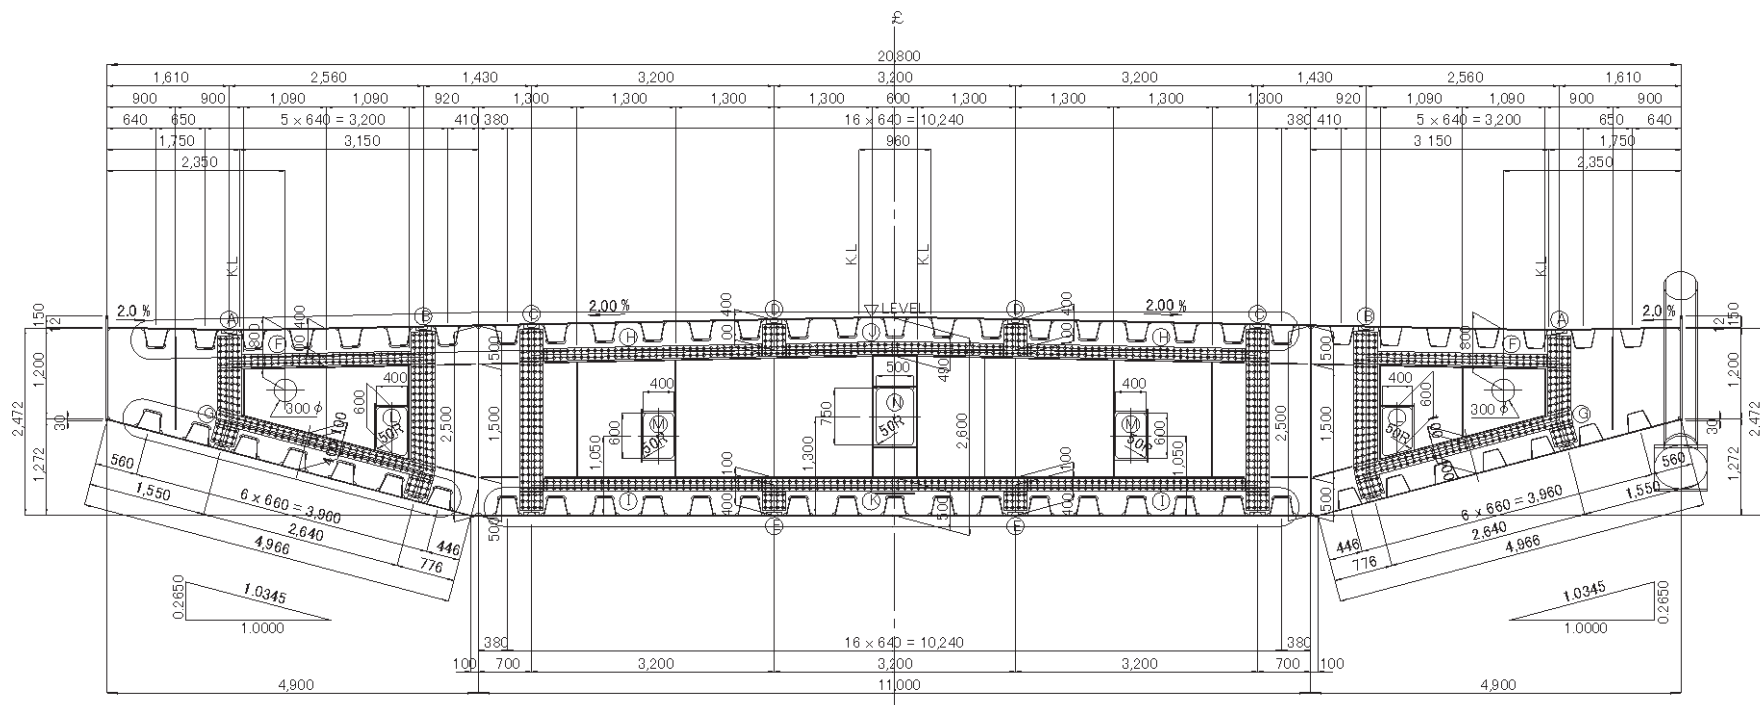 £
20,800
1,610 2,560 1,430 3,200 3,200 3,200 1,430 2,560 1,610
900 900 1,090 1,090 920 1,300 1,300 1,300 1,300 600 1,300 1,300 1,300 1,300 920 1,090 1,090 900 900
640 650 5 × 640 = 3,200 410 380 16 × 640 = 10,240 380 410 5 × 640 = 3,200 650 640
1,750 3,150 960 3 150 1,750
2,350 2,350
K.L K.L K.L K.L
150 12 2.0 % A 800 400 B C 2.00 % 400 D LEVEL D 400 2.00 % C B 800 A 2.0 % 12 150
F H J H F
1,200 500 490 500 1,200
400 400 500 400 400
2,472 300 φ 600 L 50R 2,500 1,500 600 M 50R 750 N 50R 2,600 M 50R 600 2,500 1,500 L 50R 600 300 φ 2,472
30 G 100 1,050 1,300 1,050 G 30
1,272 500 I 400 100 K 500 100 400 I 500 1,272
E E
560 560
1,550 1,550
6 × 660 = 3,960 6 × 660 = 3,960
2,640 2,640
4,966 446 446 4,966
776 776
0.2650 1.0345 1.0345 0.2650
1.0000 1.0000
380 16 × 640 = 10,240 380
100 700 3,200 3,200 3,200 700 100
4,900 11,000 4,900